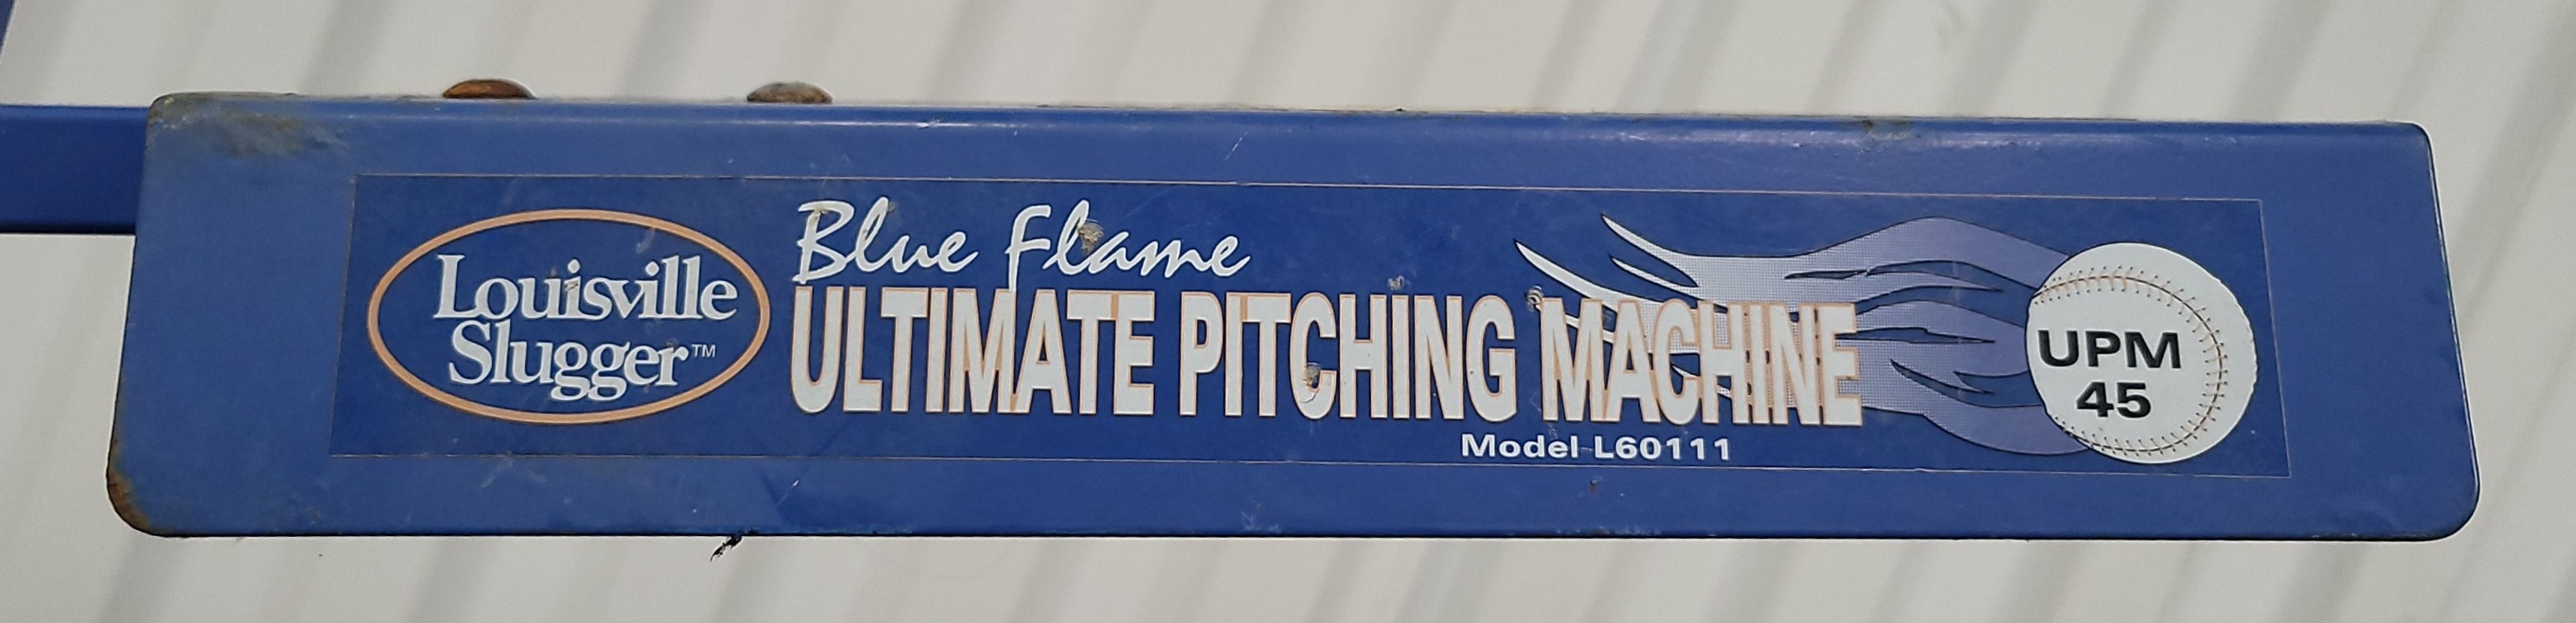 Louisville
Slugger™
Blue Flame
ULTIMATE PITCHING MACHINE
Model L60111
UPM
45